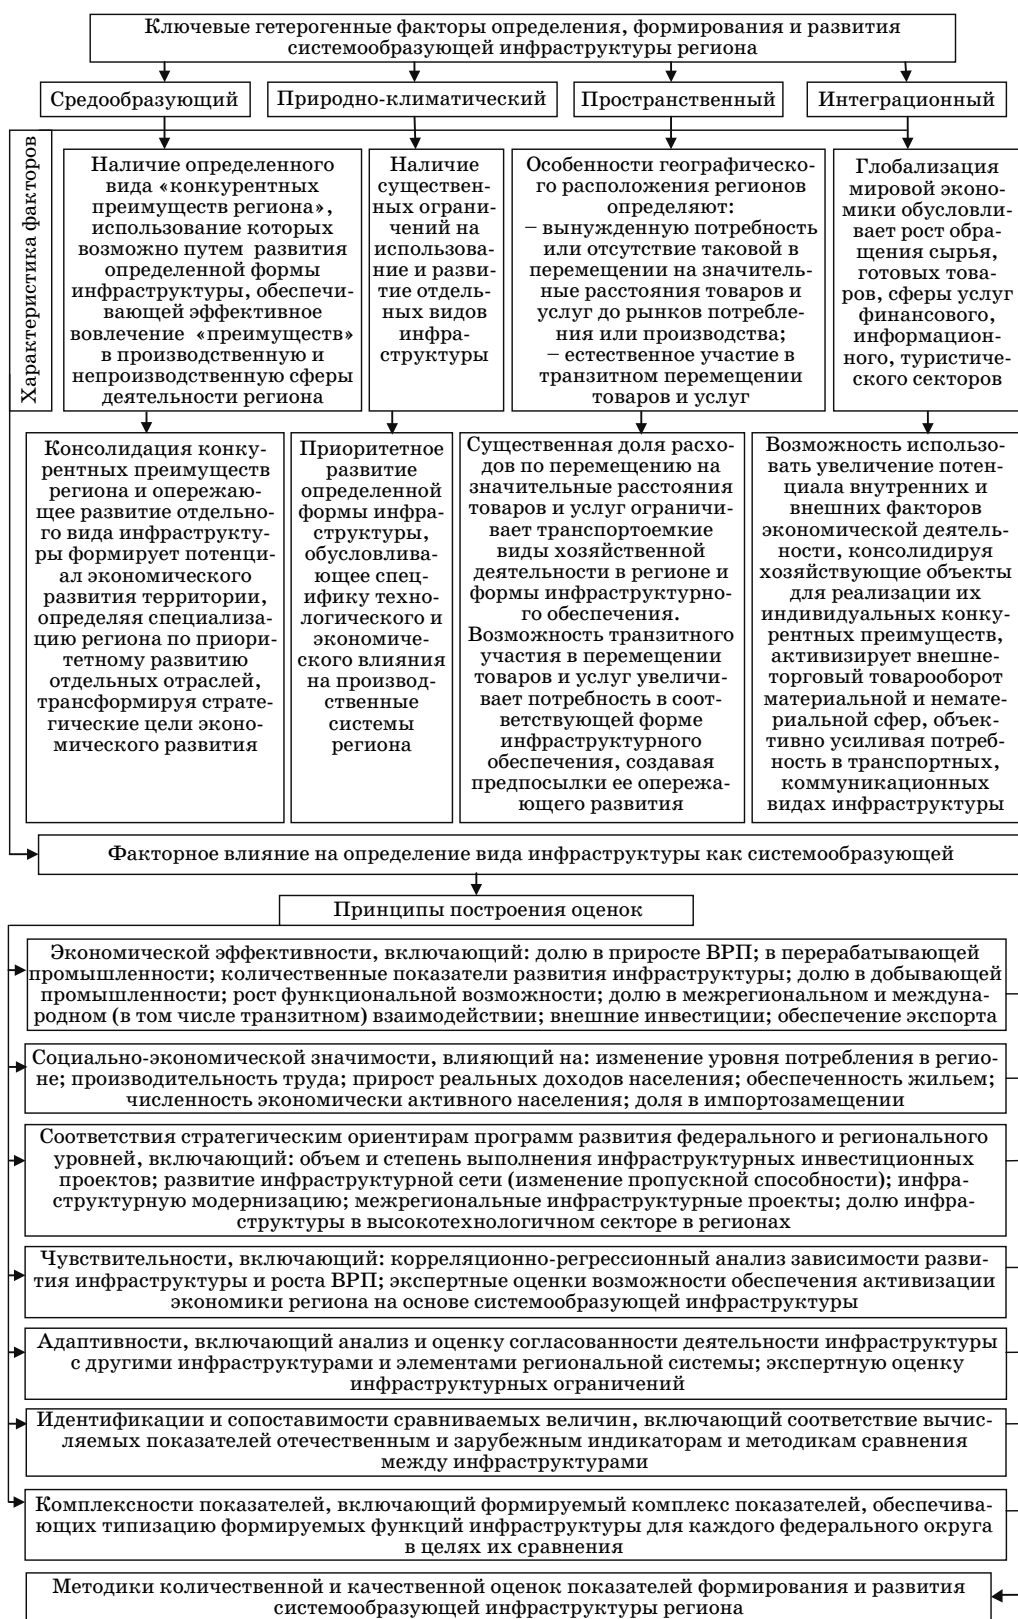 Ключевые гетерогенные факторы определения, формирования и развития
системообразующей инфраструктуры региона
Средообразующий
Природно-климатический
Пространственный
Интеграционный
Характеристика факторов
Наличие определенного
вида «конкурентных
преимуществ региона»,
использование которых
возможно путем развития
определенной формы
инфраструктуры, обеспечи-
вающей эффективное
вовлечение «преимуществ»
в производственную и
непроизводственную сферы
деятельности региона
Наличие
существен-
ных ограни-
чений на
использова-
ние и разви-
тие отдель-
ных видов
инфра-
структуры
Особенности географическо-
го расположения регионов
определяют:
– вынужденную потребность
или отсутствие таковой в
перемещении на значитель-
ные расстояния товаров и
услуг до рынков потребле-
ния или производства;
– естественное участие в
транзитном перемещении
товаров и услуг
Глобализация
мировой эконо-
мики обусловли-
вает рост обра-
щения сырья,
готовых това-
ров, сферы услуг
финансового,
информацион-
ного, туристиче-
ского секторов
Консолидация конку-
рентных преимуществ
региона и опережаю-
щее развитие отдельно-
го вида инфраструкту-
ры формирует потенци-
ал экономического
развития территории,
определяя специализа-
цию региона по приори-
тетному развитию
отдельных отраслей,
трансформируя страте-
гические цели эконо-
мического развития
Приоритетное
развитие
определенной
формы инфра-
структуры,
обусловлива-
ющее спец-
ифику техно-
логического и
экономиче-
ского влияния
на производ-
ственные
системы
региона
Существенная доля расхо-
дов по перемещению на
значительные расстояния
товаров и услуг ограничи-
вает транспортоемкие
виды хозяйственной
деятельности в регионе и
формы инфраструктурно-
го обеспечения.
Возможность транзитного
участия в перемещении
товаров и услуг увеличи-
вает потребность в соот-
ветствующей форме
инфраструктурного
обеспечения, создавая
предпосылки ее опережа-
ющего развития
Возможность использо-
вать увеличение потен-
циала внутренних и
внешних факторов
экономической деятель-
ности, консолидируя
хозяйствующие объекты
для реализации их
индивидуальных конку-
рентных преимуществ,
активизирует внешне-
торговый товарооборот
материальной и немате-
риальной сфер, объек-
тивно усиливая потреб-
ность в транспортных,
коммуникационных
видах инфраструктуры
Факторное влияние на определение вида инфраструктуры как системообразующей
Принципы построения оценок
Экономической эффективности, включающий: долю в приросте ВРП; в перерабатывающей
промышленности; количественные показатели развития инфраструктуры; долю в добывающей
промышленности; рост функциональной возможности; долю в межрегиональном и междуна-
родном (в том числе транзитном) взаимодействии; внешние инвестиции; обеспечение экспорта
Социально-экономической значимости, влияющий на: изменение уровня потребления в регио-
не; производительность труда; прирост реальных доходов населения; обеспеченность жильем;
численность экономически активного населения; доля в импортозамещении
Соответствия стратегическим ориентирам программ развития федерального и регионального
уровней, включающий: объем и степень выполнения инфраструктурных инвестиционных
проектов; развитие инфраструктурной сети (изменение пропускной способности); инфра-
структурную модернизацию; межрегиональные инфраструктурные проекты; долю инфра-
структуры в высокотехнологичном секторе в регионах
Чувствительности, включающий: корреляционно-регрессионный анализ зависимости разви-
тия инфраструктуры и роста ВРП; экспертные оценки возможности обеспечения активизации
экономики региона на основе системообразующей инфраструктуры
Адаптивности, включающий анализ и оценку согласованности деятельности инфраструктуры
с другими инфраструктурами и элементами региональной системы; экспертную оценку
инфраструктурных ограничений
Идентификации и сопоставимости сравниваемых величин, включающий соответствие вычис-
ляемых показателей отечественным и зарубежным индикаторам и методикам сравнения
между инфраструктурами
Комплексности показателей, включающий формируемый комплекс показателей, обеспечива-
ющих типизацию формируемых функций инфраструктуры для каждого федерального округа
в целях их сравнения
Методики количественной и качественной оценок показателей формирования и развития
системообразующей инфраструктуры региона